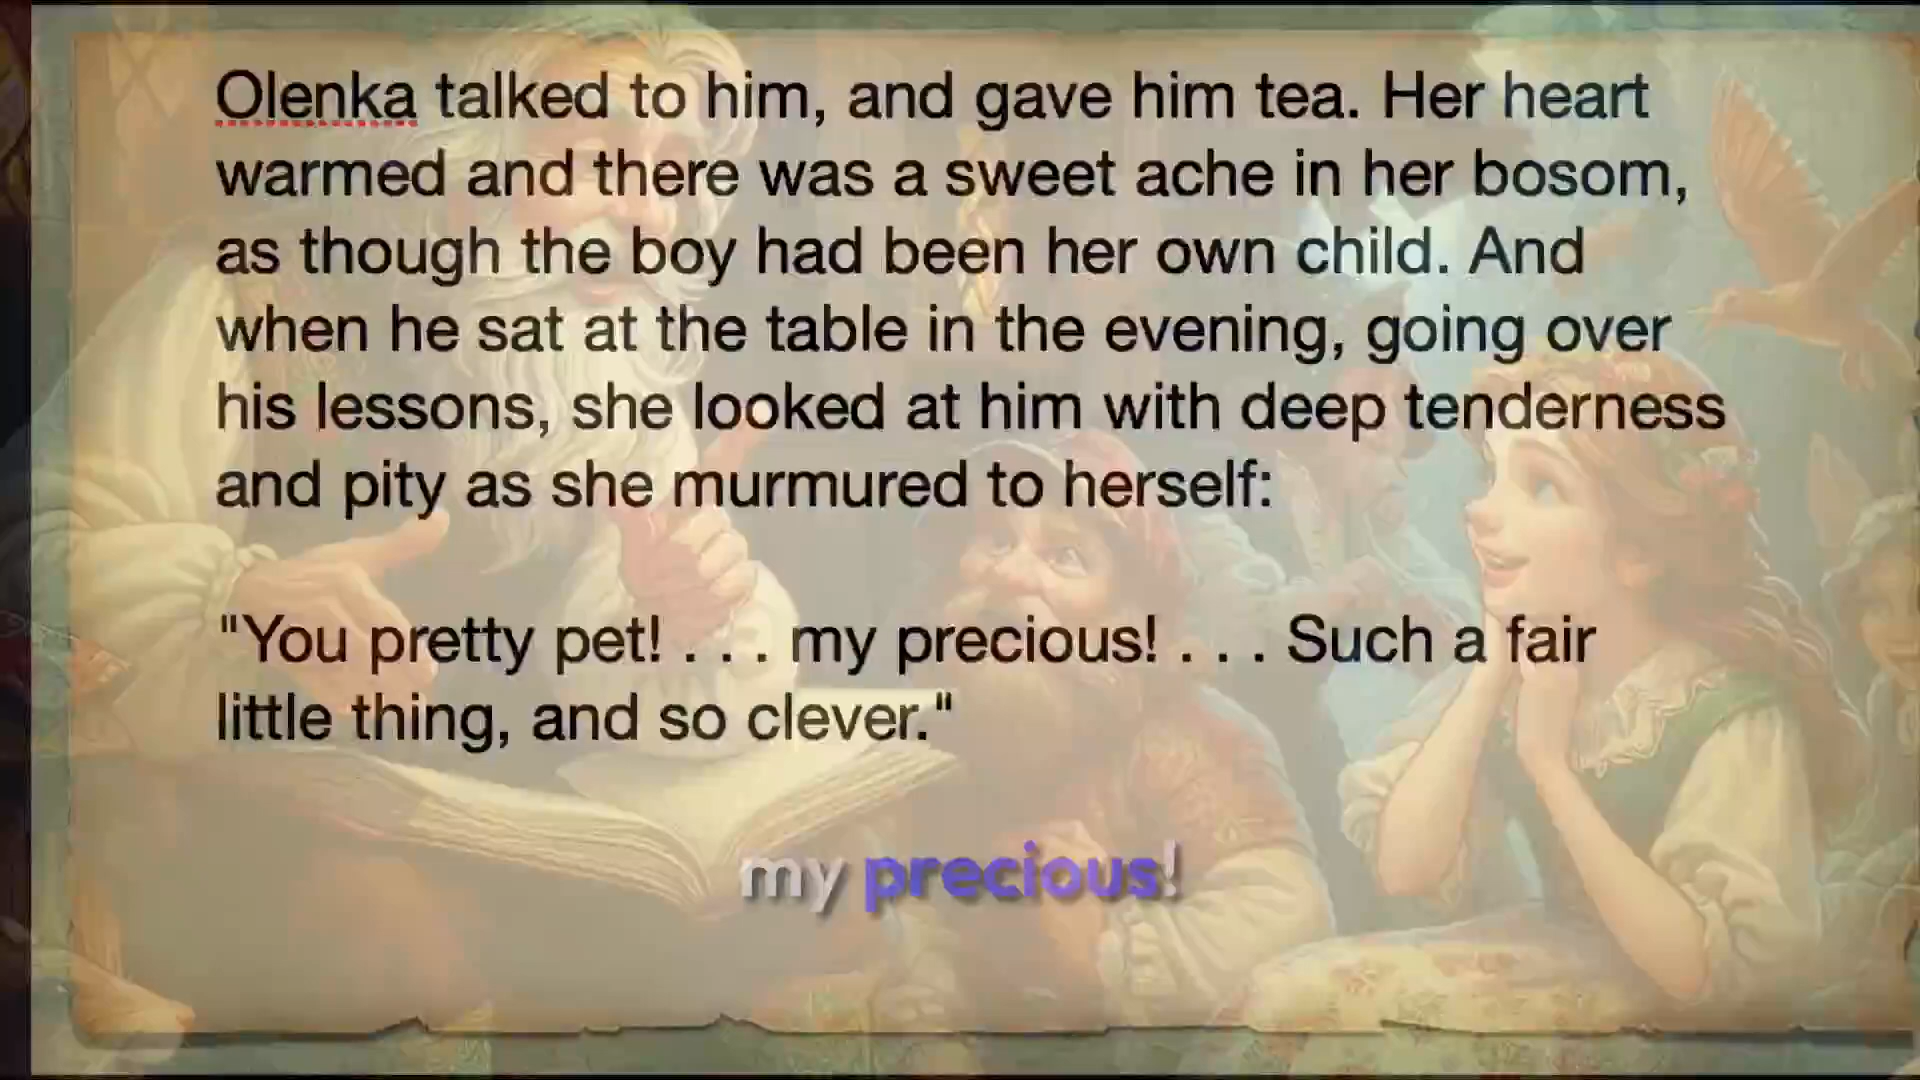 Olenka talked to him, and gave him tea. Her heart
warmed and there was a sweet ache in her bosom,
as though the boy had been her own child. And
when he sat at the table in the evening, going over
his lessons, she looked at him with deep tenderness
and pity as she murmured to herself:
"You pretty pet! . . . my precious! . . . Such a fair
little thing, and so clever."
my precious!